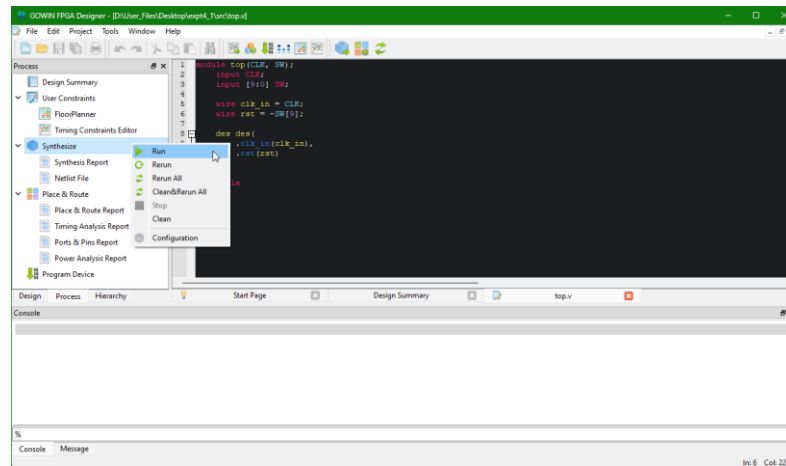 GOWIN FPGA Designer - [D:\User_Files\Desktop\expt4_1\src\top.v]
File Edit Project Tools Window Help
Process
Design Summary
User Constraints
FloorPlanner
Timing Constraints Editor
Synthesize
Synthesis Report
Netlist File
Place & Route
Place & Route Report
Timing Analysis Report
Ports & Pins Report
Power Analysis Report
Program Device
Run
Rerun
Rerun All
Clean&Rerun All
Stop
Clean
Configuration
1 module top(CLK, SW);
2 input CLK;
3 input [9:0] SW;
4
5 wire clk_in = CLK;
6 wire rst = ~SW[9];
7
8 des des(
.clk_in(clk_in),
.rst(rst)
Design Process Hierarchy
Start Page Design Summary top.v
Console
%
Console Message
In: 6 Col: 22